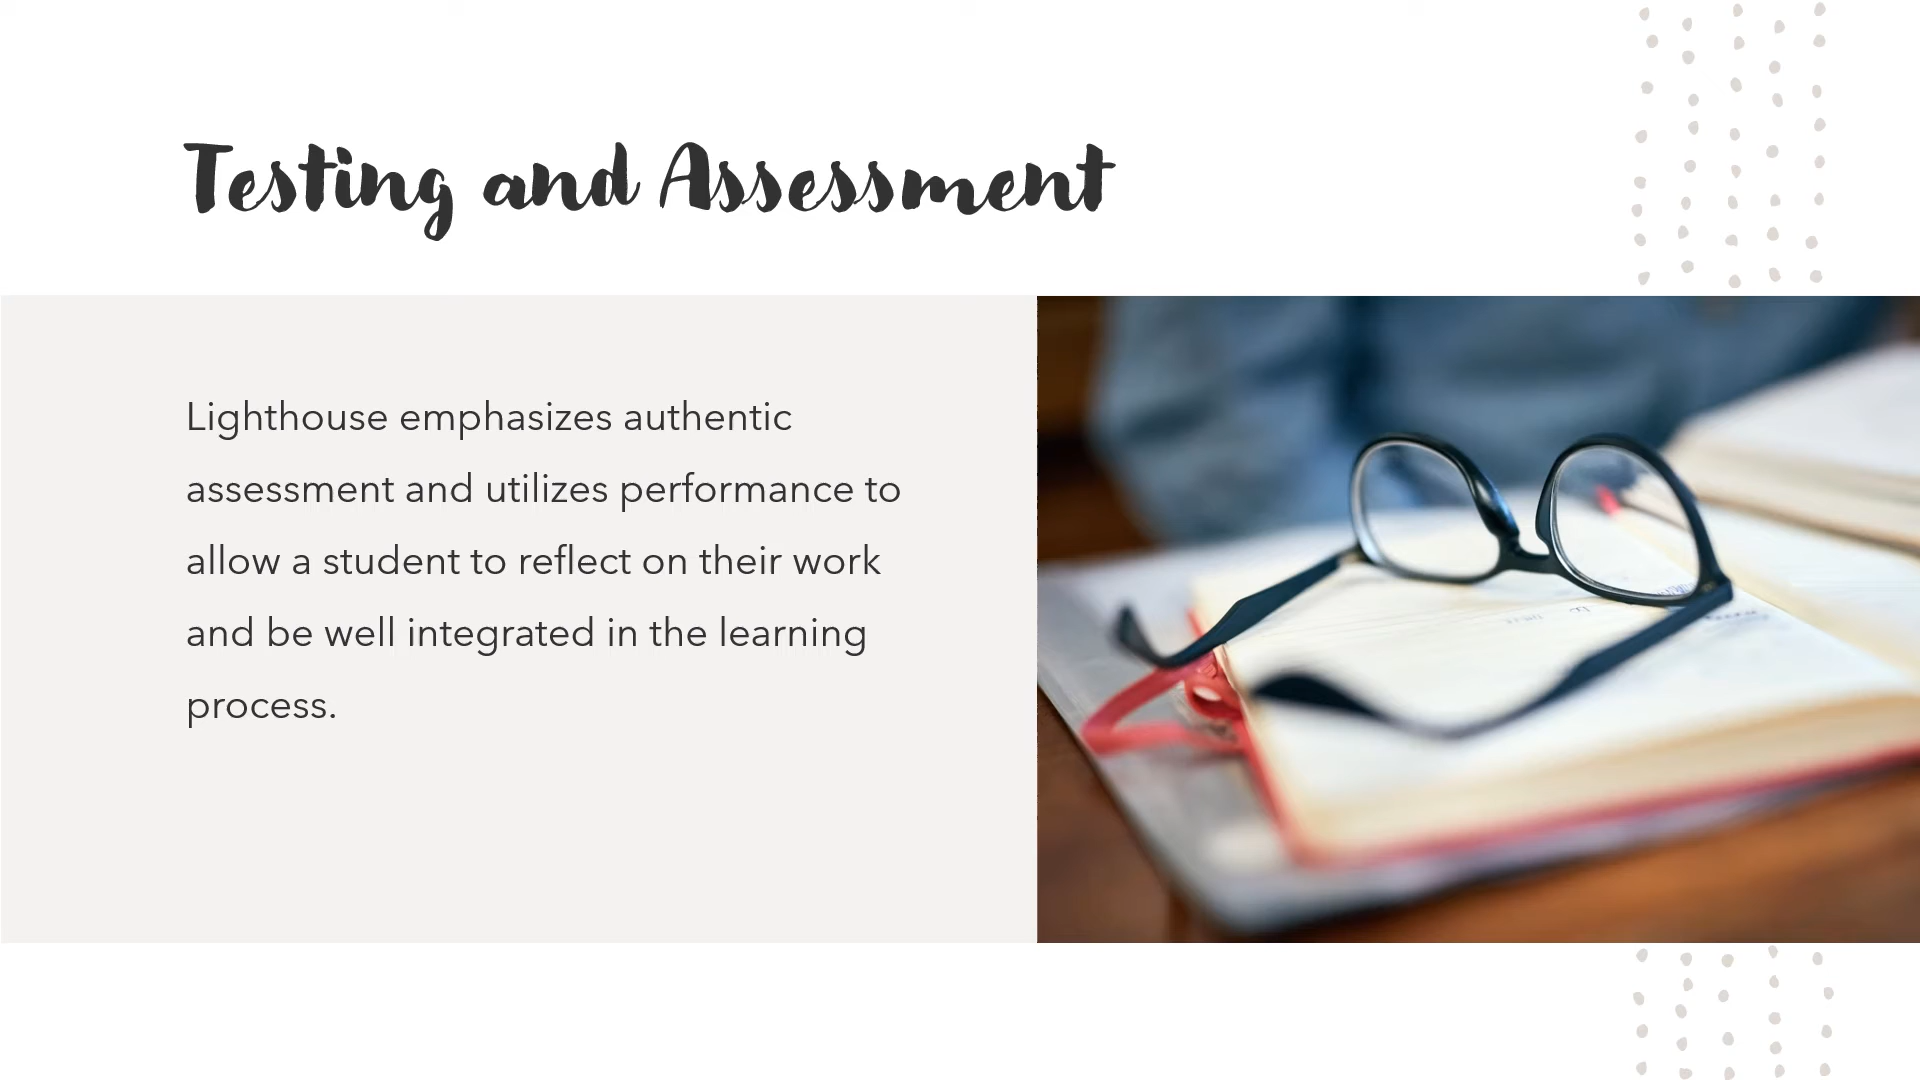 Testing and Assessment
Lighthouse emphasizes authentic
assessment and utilizes performance to
allow a student to reflect on their work
and be well integrated in the learning
process.